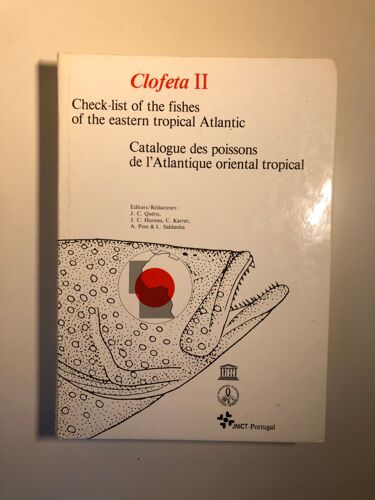 Clofeta II
Check-list of the fishes
of the eastern tropical Atlantic
Catalogue des poissons
de l'Atlantique oriental tropical
Editors/Rédacteurs :
J. C. Quéro,
J. C. Hureau, C. Karrer,
A. Post & L. Saldanha
JNICT-Portugal